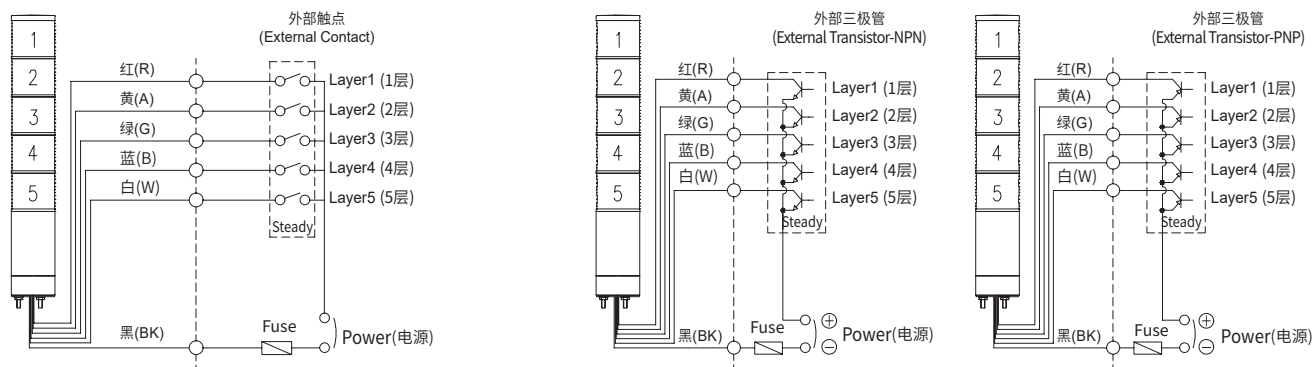 外部触点
(External Contact)
1
2
3
4
5
红(R)
黄(A)
绿(G)
蓝(B)
白(W)
黑(BK)
Layer1 (1层)
Layer2 (2层)
Layer3 (3层)
Layer4 (4层)
Layer5 (5层)
Steady
Fuse
Power(电源)
外部三极管
(External Transistor-NPN)
1
2
3
4
5
红(R)
黄(A)
绿(G)
蓝(B)
白(W)
黑(BK)
Layer1 (1层)
Layer2 (2层)
Layer3 (3层)
Layer4 (4层)
Layer5 (5层)
Steady
Fuse
+
−
Power(电源)
外部三极管
(External Transistor-PNP)
1
2
3
4
5
红(R)
黄(A)
绿(G)
蓝(B)
白(W)
黑(BK)
Layer1 (1层)
Layer2 (2层)
Layer3 (3层)
Layer4 (4层)
Layer5 (5层)
Steady
Fuse
+
−
Power(电源)